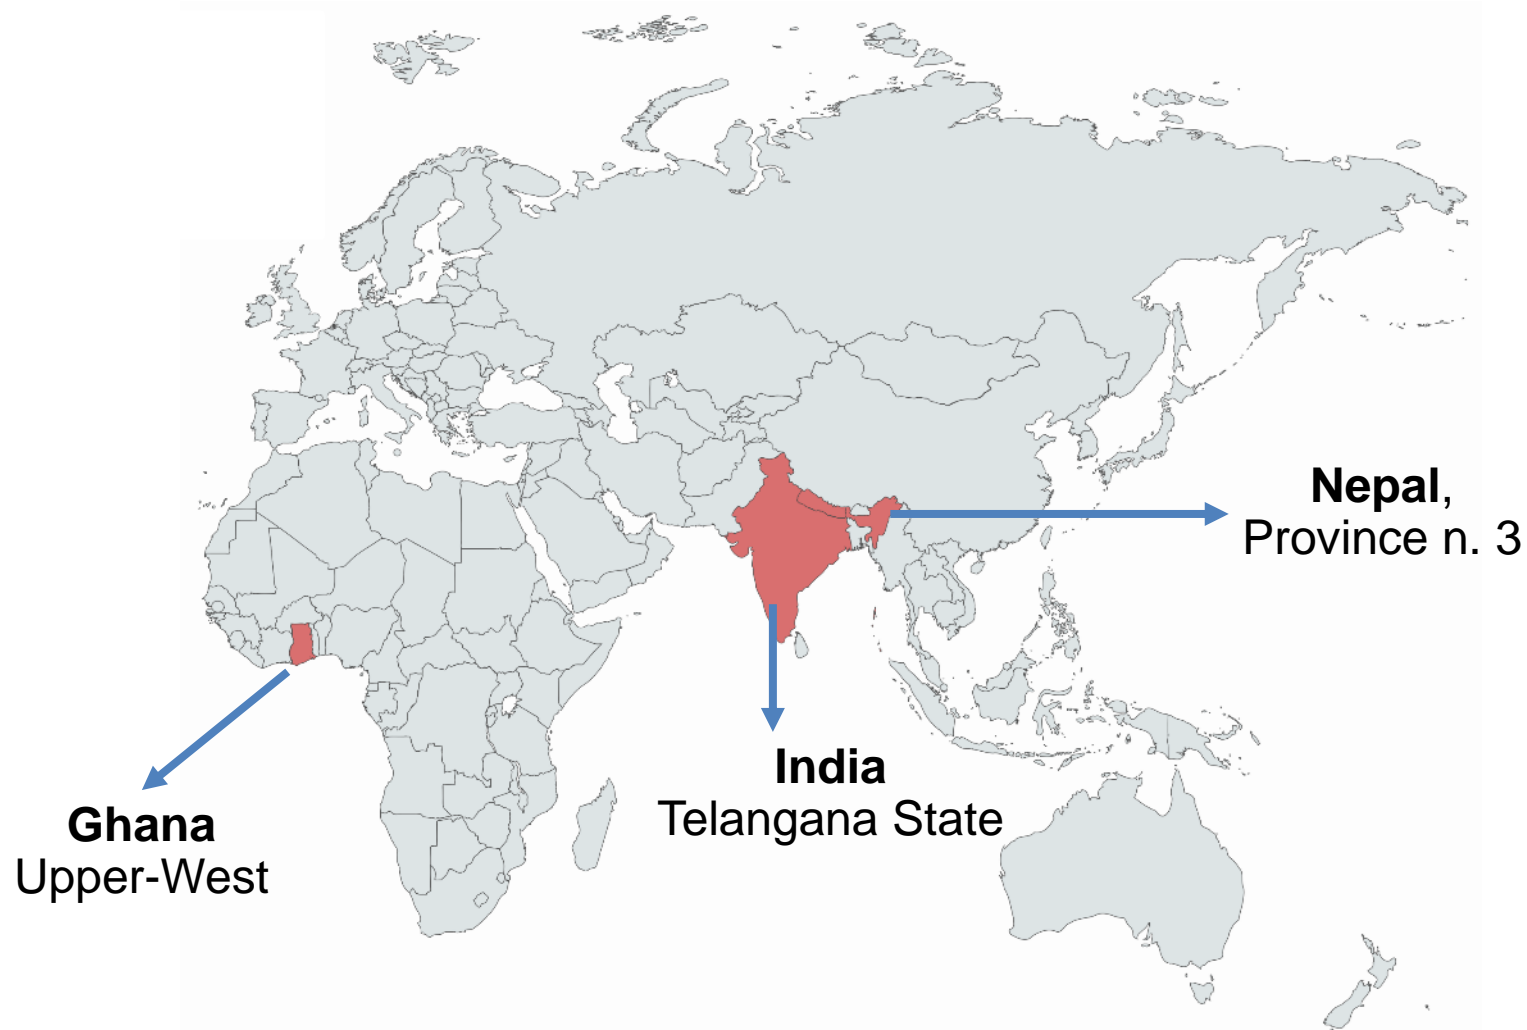 Nepal,
Province n. 3
India
Telangana State
Ghana
Upper-West